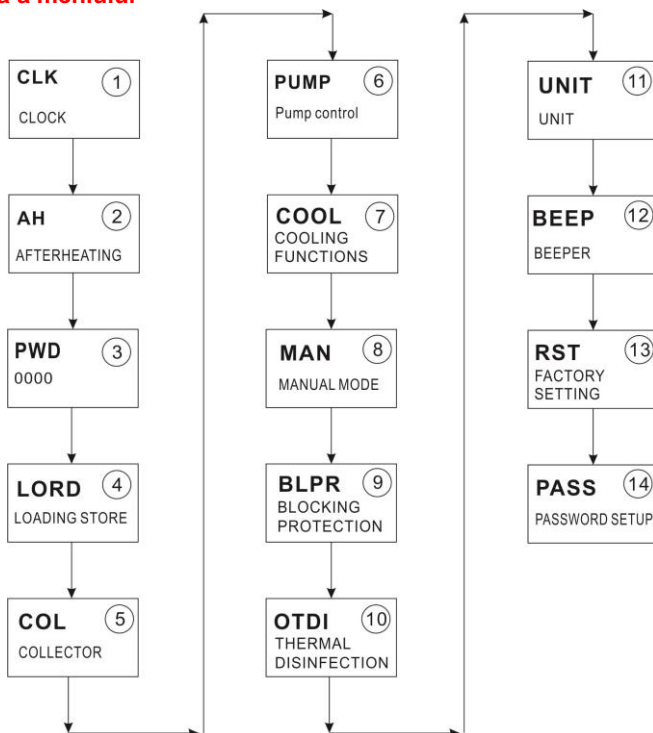 CLK 1
CLOCK
AH 2
AFTERHEATING
PWD 3
0000
LORD 4
LOADING STORE
COL 5
COLLECTOR
PUMP 6
Pump control
COOL 7
COOLING
FUNCTIONS
MAN 8
MANUAL MODE
BLPR 9
BLOCKING
PROTECTION
OTDI 10
THERMAL
DISINFECTION
UNIT 11
UNIT
BEEP 12
BEEPER
RST 13
FACTORY
SETTING
PASS 14
PASSWORD SETUP